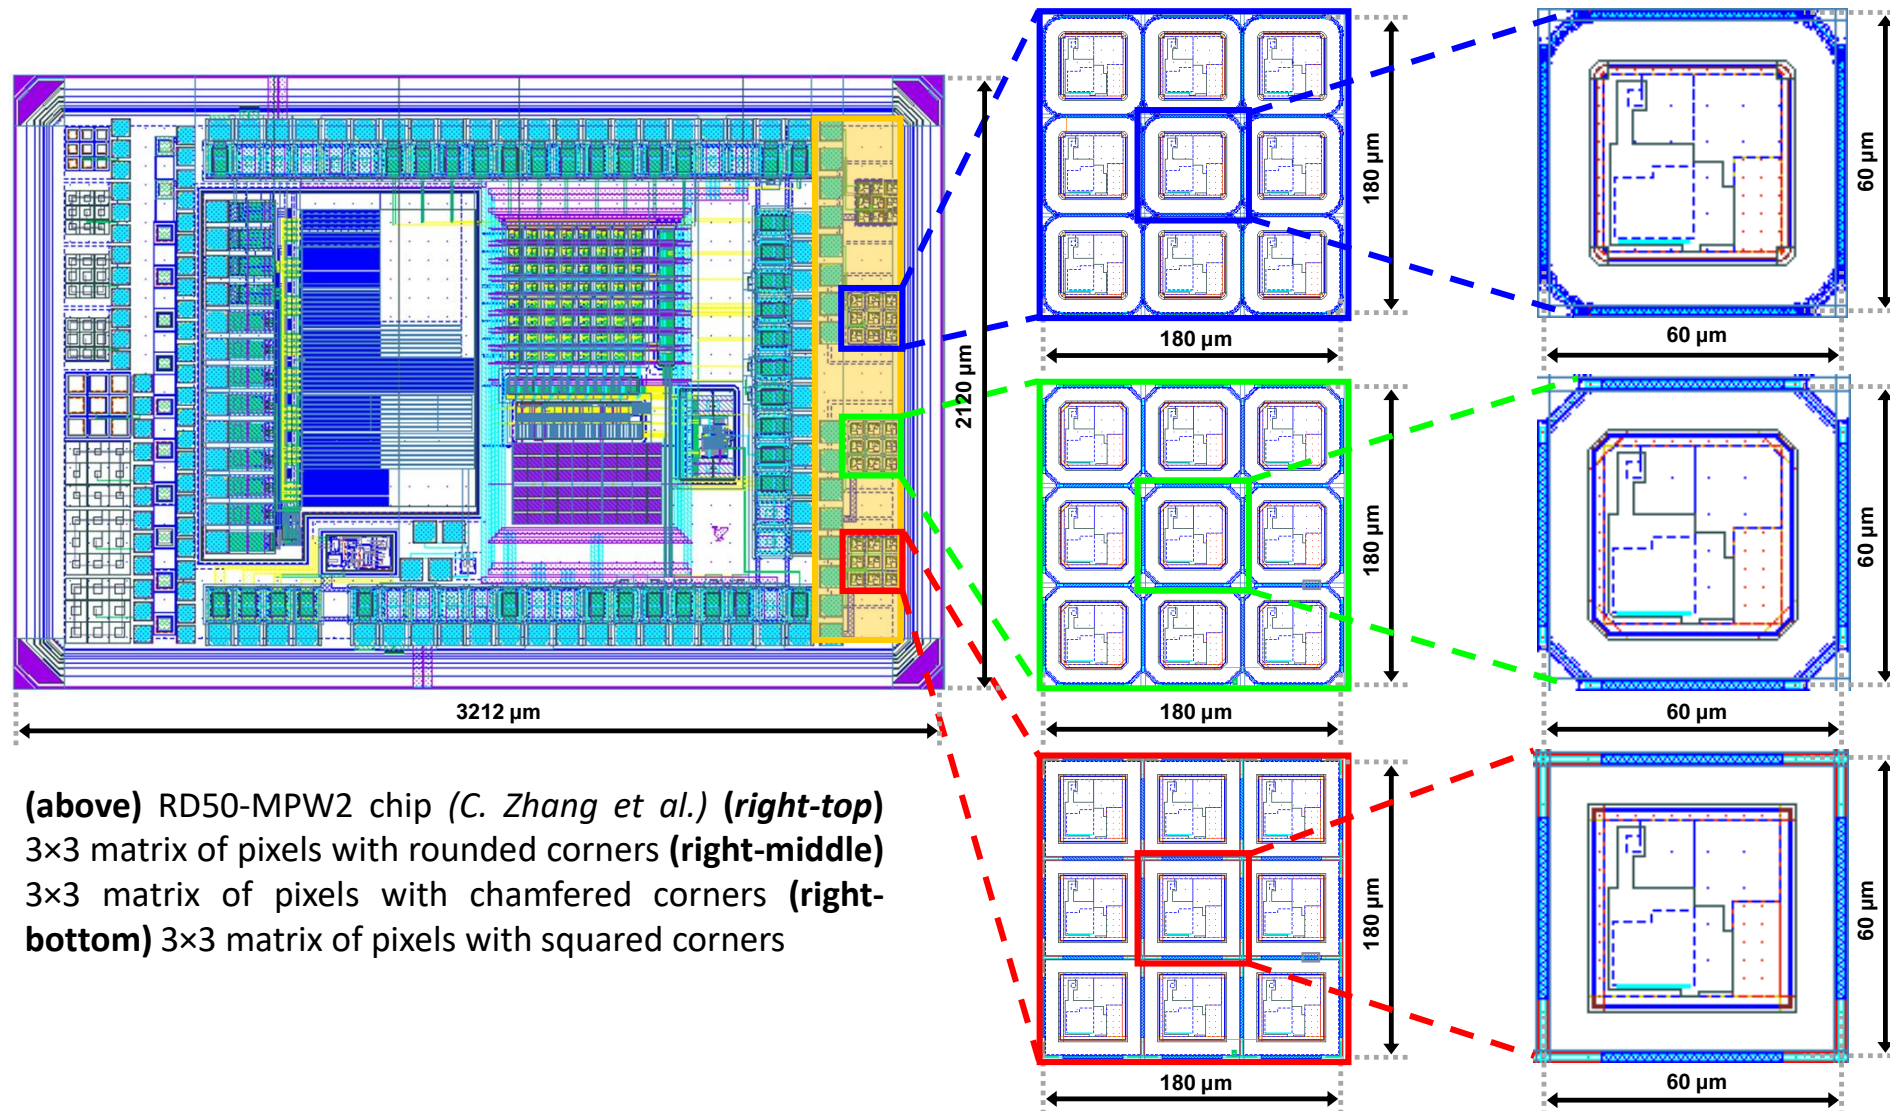 180 µm
180 µm
60 µm
60 µm
2120 µm
3212 µm
180 µm
180 µm
60 µm
60 µm
180 µm
180 µm
60 µm
60 µm
(above) RD50-MPW2 chip (C. Zhang et al.) (right-top)
3×3 matrix of pixels with rounded corners (right-middle)
3×3 matrix of pixels with chamfered corners (right-
bottom) 3×3 matrix of pixels with squared corners